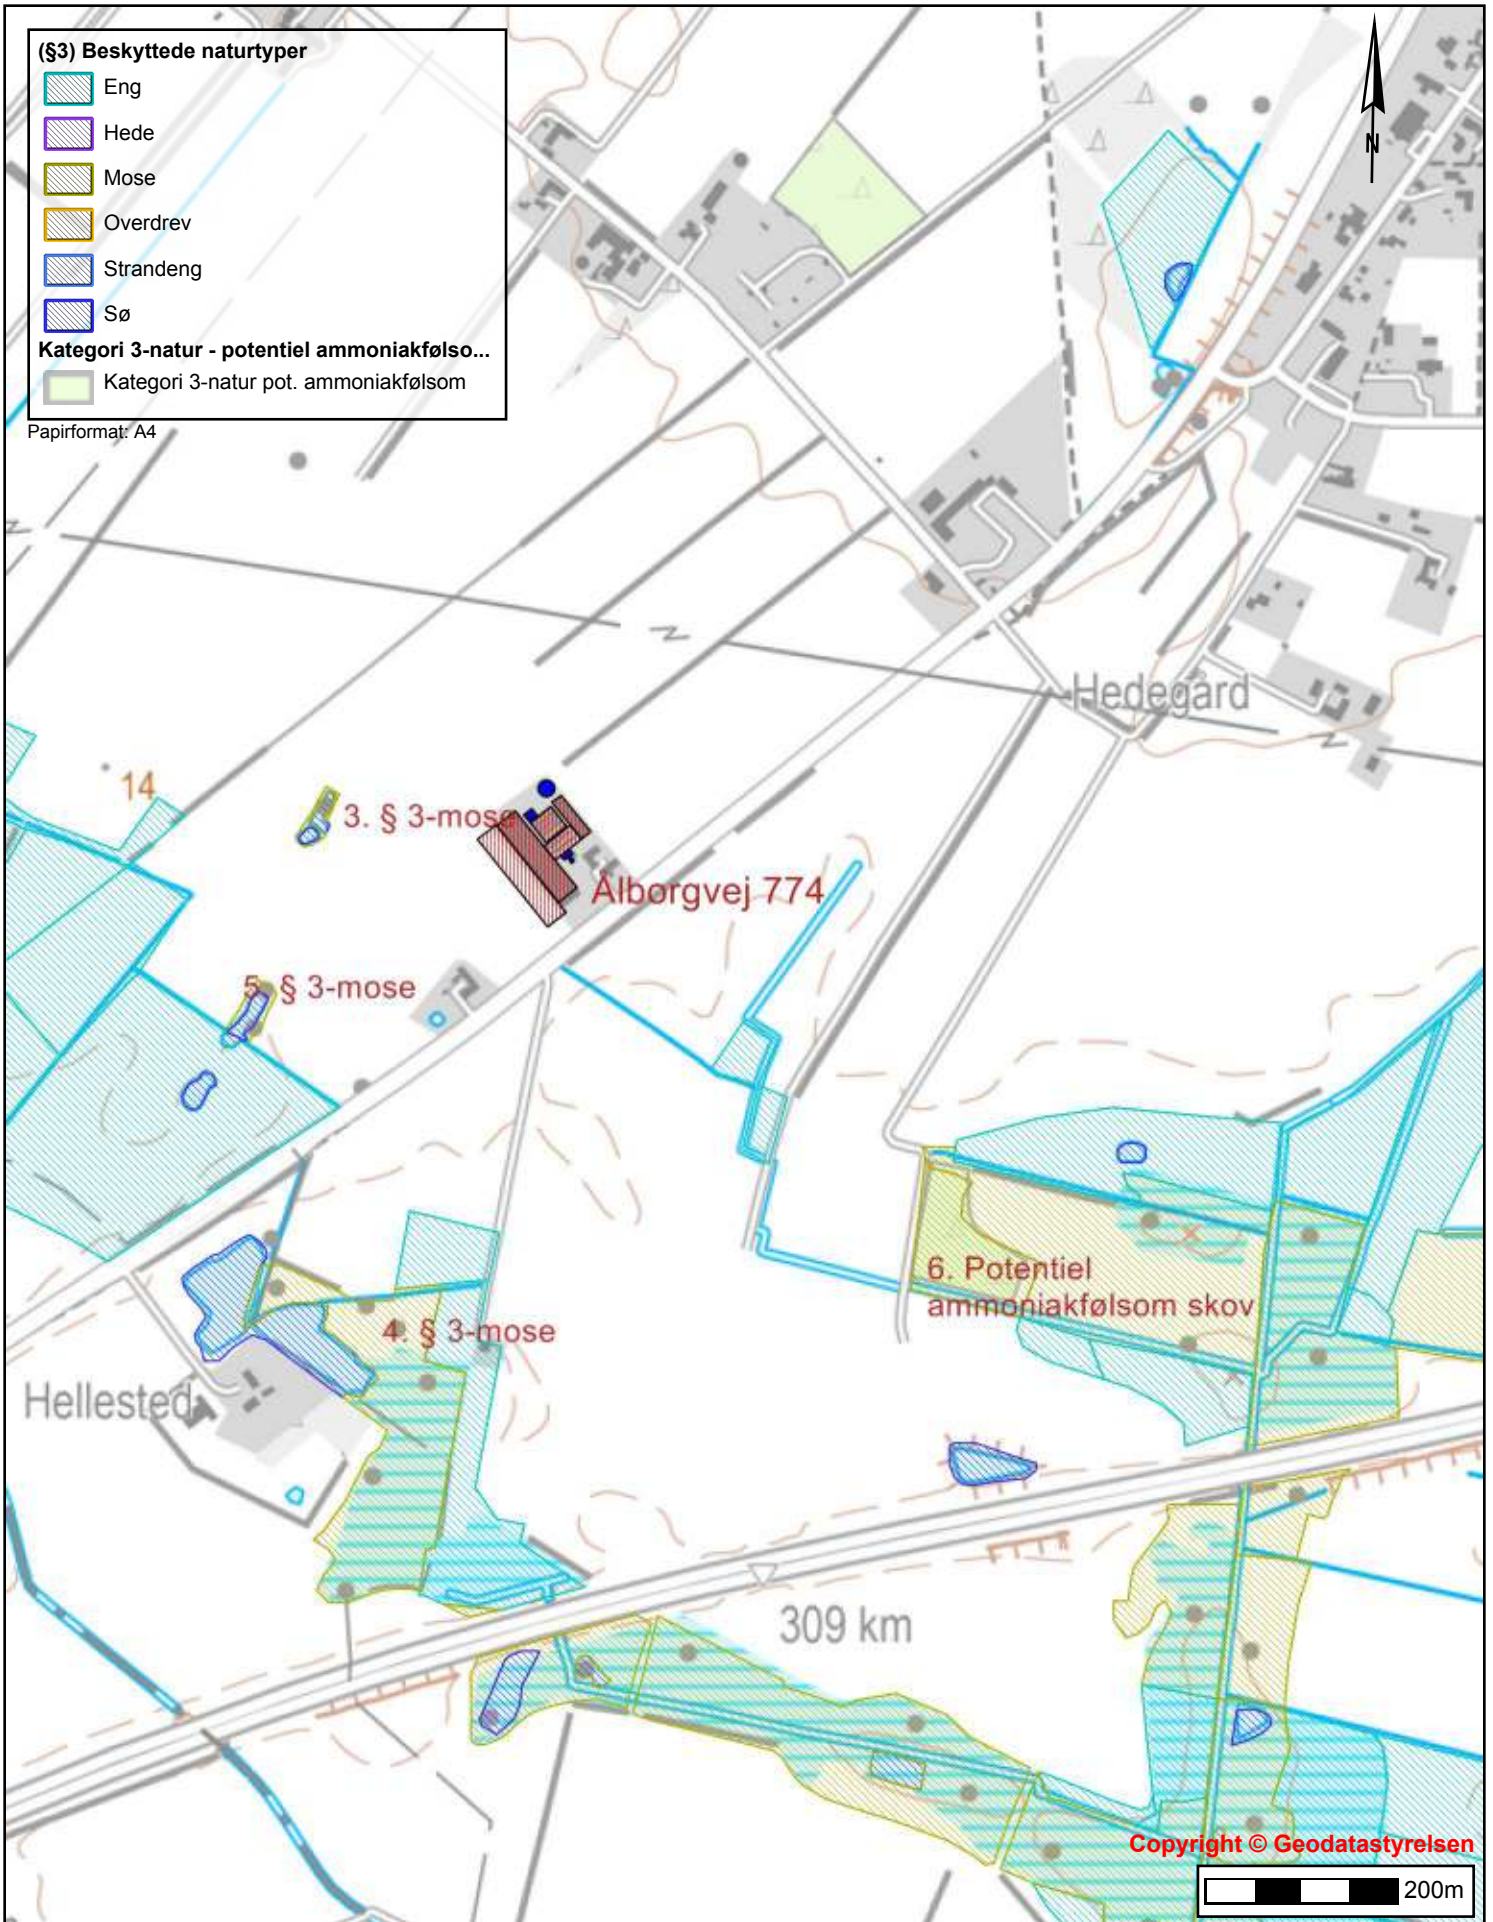 (§3) Beskyttede naturtyper
Eng
Hede
Mose
Overdrev
Strandeng
Sø
Kategori 3-natur - potentiel ammoniakfølso...
Kategori 3-natur pot. ammoniakfølsom
Papirformat: A4
N
Hedegård
14
3. § 3-mose
Ålborgvej 774
5. § 3-mose
6. Potentiel
ammoniakfølsom skov
4. § 3-mose
Hellested
309 km
Copyright © Geodatastyrelsen
200m